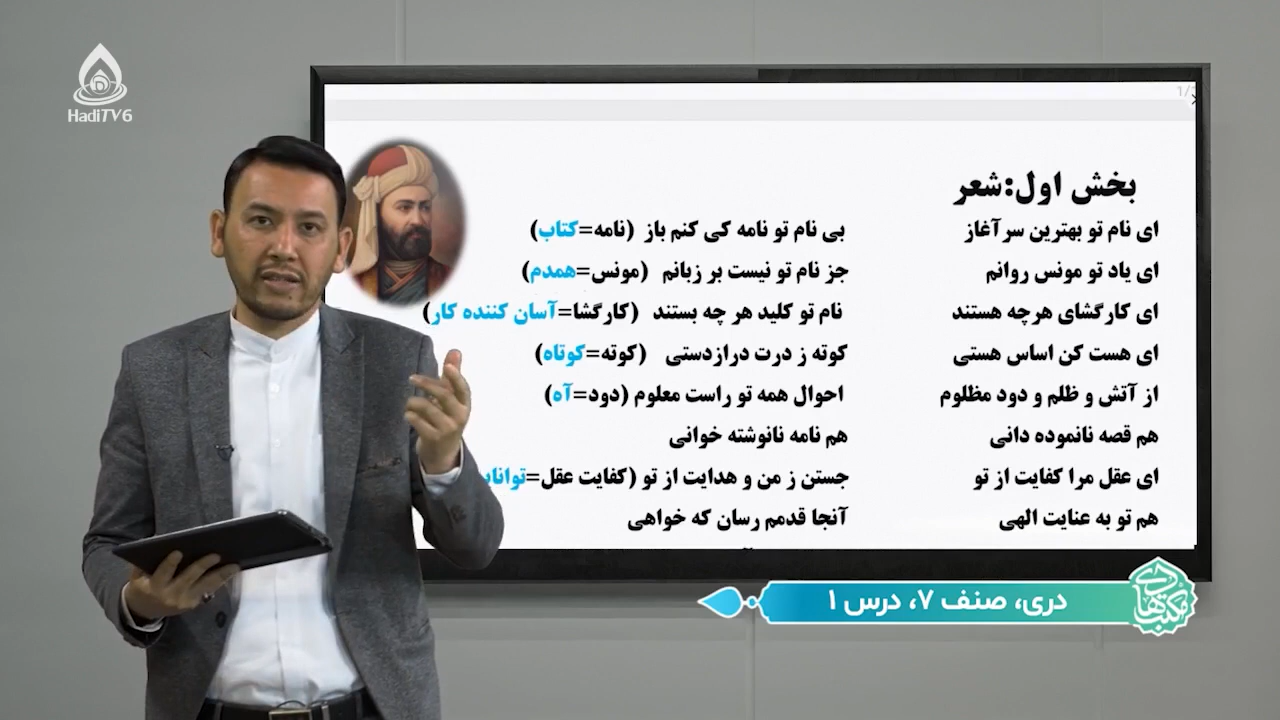 HadiTV6
بخش اول:شعر
ای نام تو بهترین سرآغاز بی نام تو نامه کی کنم باز (نامه=کتاب)
ای یاد تو مونس روانم جز نام تو نیست بر زبانم (مونس=همدم)
ای کارگشای هرچه هستند نام تو کلید هر چه بستند (کارگشا=آسان کننده کار)
ای هست کن اساس هستی کوته ز درت درازدستی (کوته=کوتاه)
از آتش و ظلم و دود مظلوم احوال همه تو راست معلوم (دود=آه)
هم قصه نانموده دانی هم نامه نانوشته خوانی
ای عقل مرا کفایت از تو جستن ز من و هدایت از تو (کفایت عقل=
هم تو به عنایت الهی آنجا قدمم رسان که خواهی
دری، صنف ۷، درس ۱
مکتب هادی